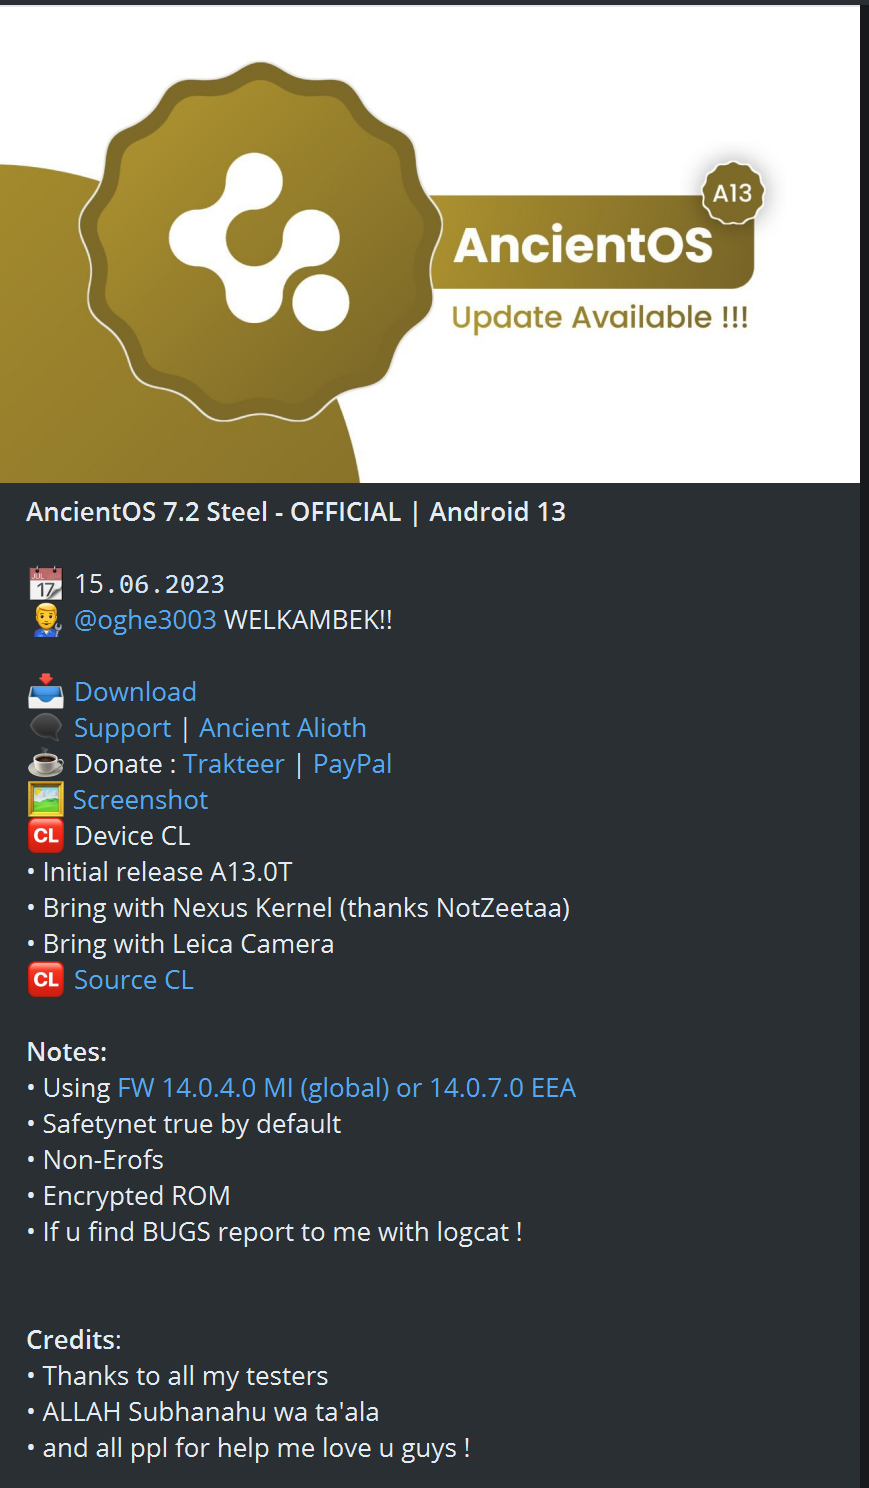 A13
AncientOS
Update Available !!!
AncientOS 7.2 Steel - OFFICIAL | Android 13
JUL
17
15.06.2023
@oghe3003 WELKAMBEK!!
Download
Support | Ancient Alioth
Donate : Trakteer | PayPal
Screenshot
CL Device CL
• Initial release A13.0T
• Bring with Nexus Kernel (thanks NotZeetaa)
• Bring with Leica Camera
CL Source CL
Notes:
• Using FW 14.0.4.0 MI (global) or 14.0.7.0 EEA
• Safetynet true by default
• Non-Erofs
• Encrypted ROM
• If u find BUGS report to me with logcat !
Credits:
• Thanks to all my testers
• ALLAH Subhanahu wa ta'ala
• and all ppl for help me love u guys !